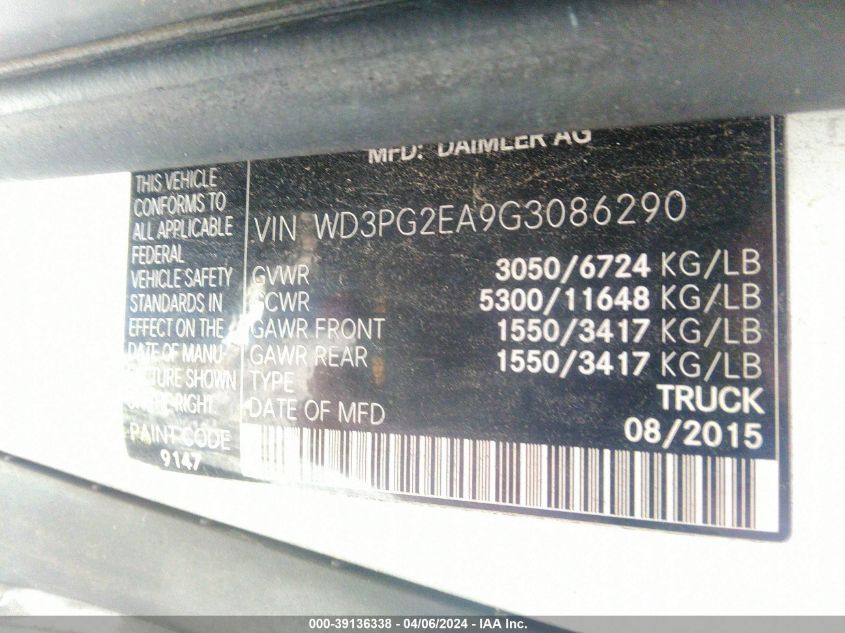 MFD: DAIMLER AG
THIS VEHICLE
CONFORMS TO
ALL APPLICABLE
FEDERAL
VEHICLE SAFETY
STANDARDS IN
EFFECT ON THE
DATE OF MANU-
FACTURE SHOWN
RIGHT.
PAINT CODE
9147
VIN WD3PG2EA9G3086290
GVWR 3050/6724 KG/LB
GCWR 5300/11648 KG/LB
GAWR FRONT 1550/3417 KG/LB
GAWR REAR 1550/3417 KG/LB
TYPE TRUCK
DATE OF MFD 08/2015
000-39136338 - 04/06/2024 - IAA Inc.